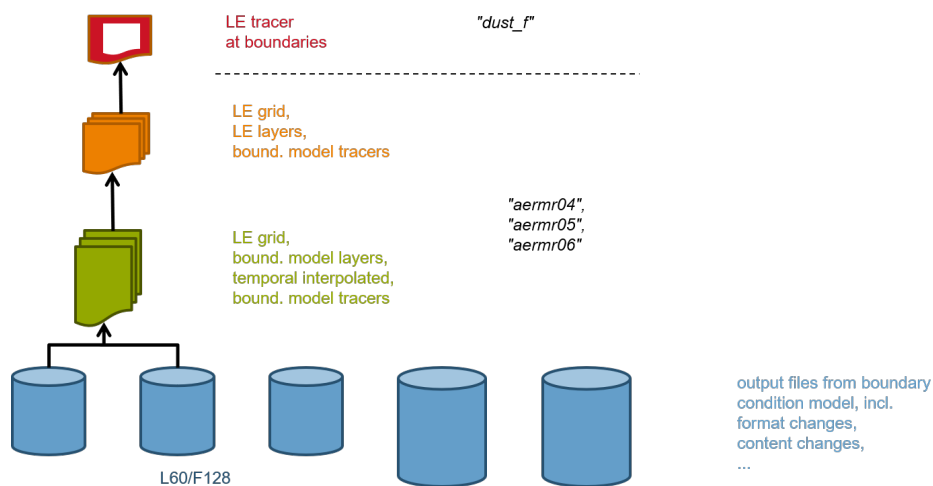 LE tracer
at boundaries
"dust_f"
LE grid,
LE layers,
bound. model tracers
"aermr04",
"aermr05",
"aermr06"
LE grid,
bound. model layers,
temporal interpolated,
bound. model tracers
output files from boundary
condition model, incl.
format changes,
content changes,
...
L60/F128